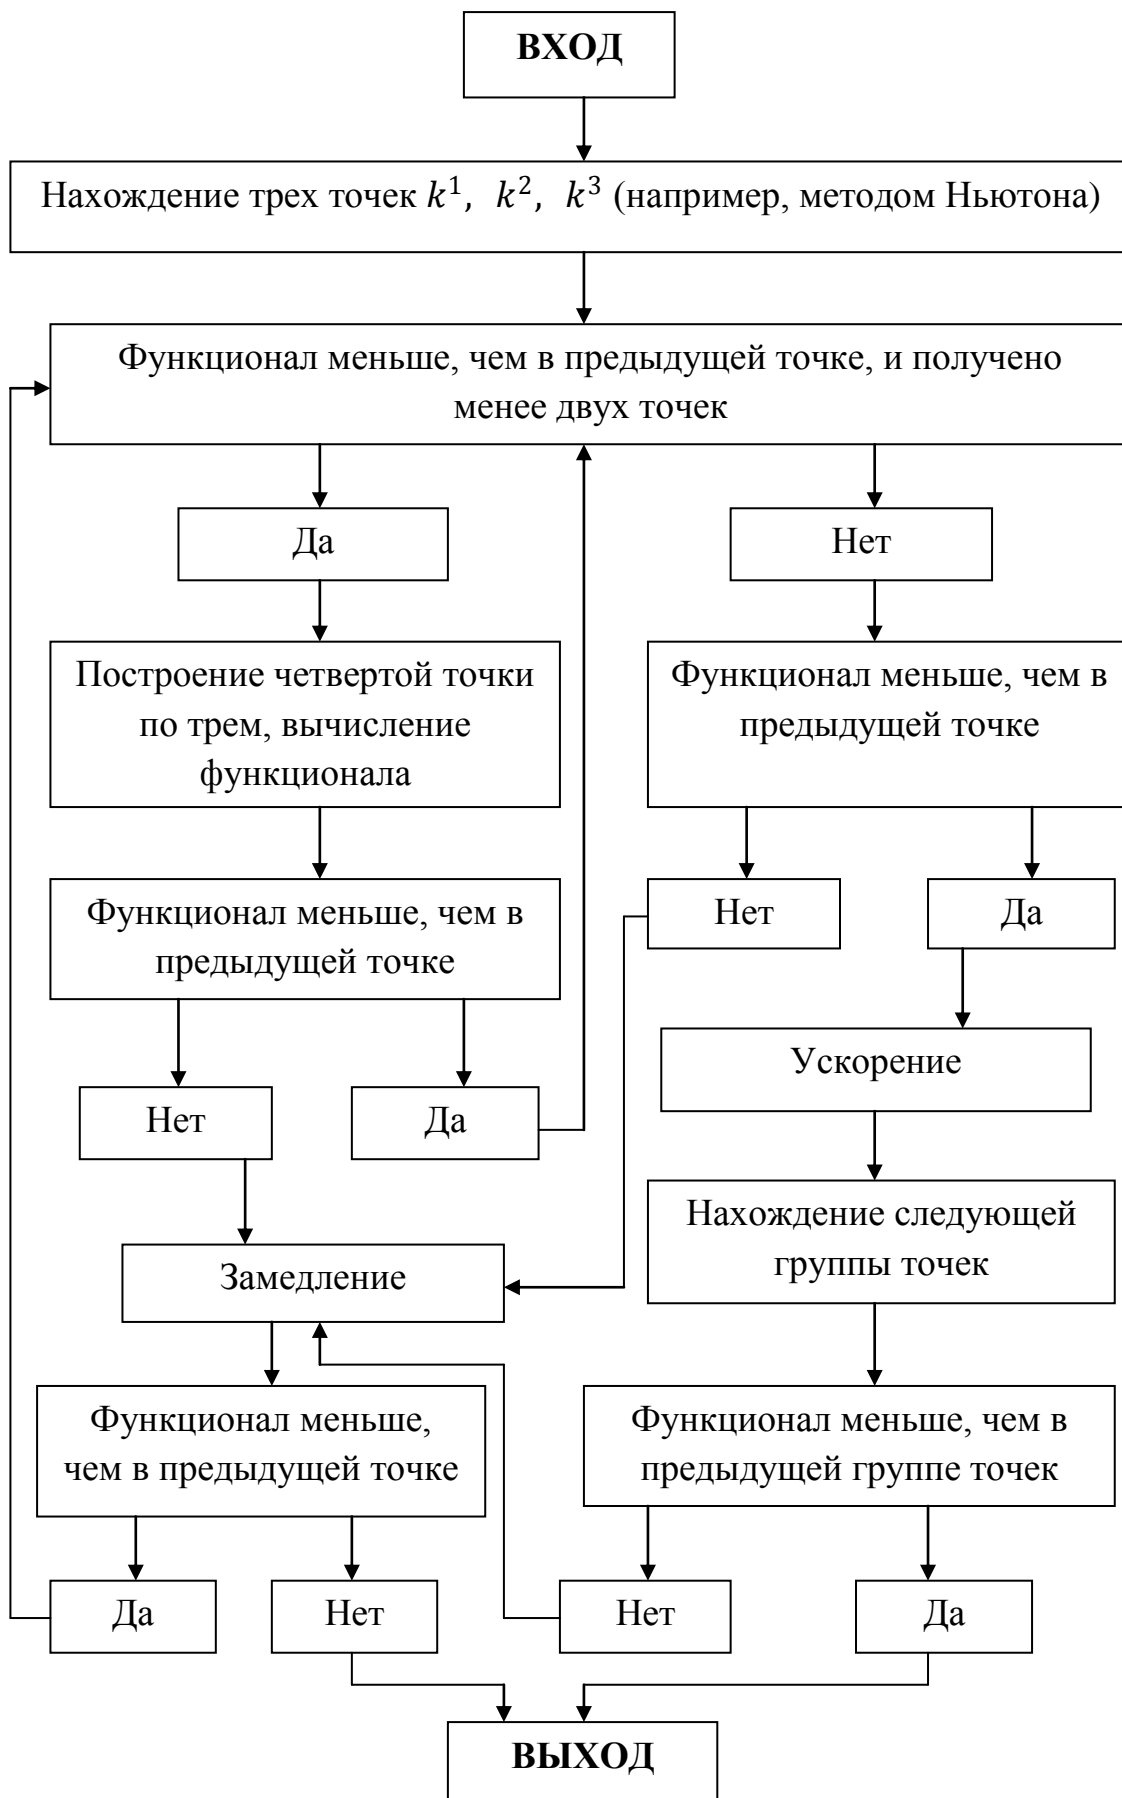 ВХОД
Нахождение трех точек k¹, k², k³ (например, методом Ньютона)
Функционал меньше, чем в предыдущей точке, и получено
менее двух точек
Да
Нет
Построение четвертой точки
по трем, вычисление
функционала
Функционал меньше, чем в
предыдущей точке
Функционал меньше, чем в
предыдущей точке
Нет
Да
Нет
Да
Ускорение
Нахождение следующей
группы точек
Замедление
Функционал меньше,
чем в предыдущей точке
Функционал меньше, чем в
предыдущей группе точек
Да
Нет
Нет
Да
ВЫХОД